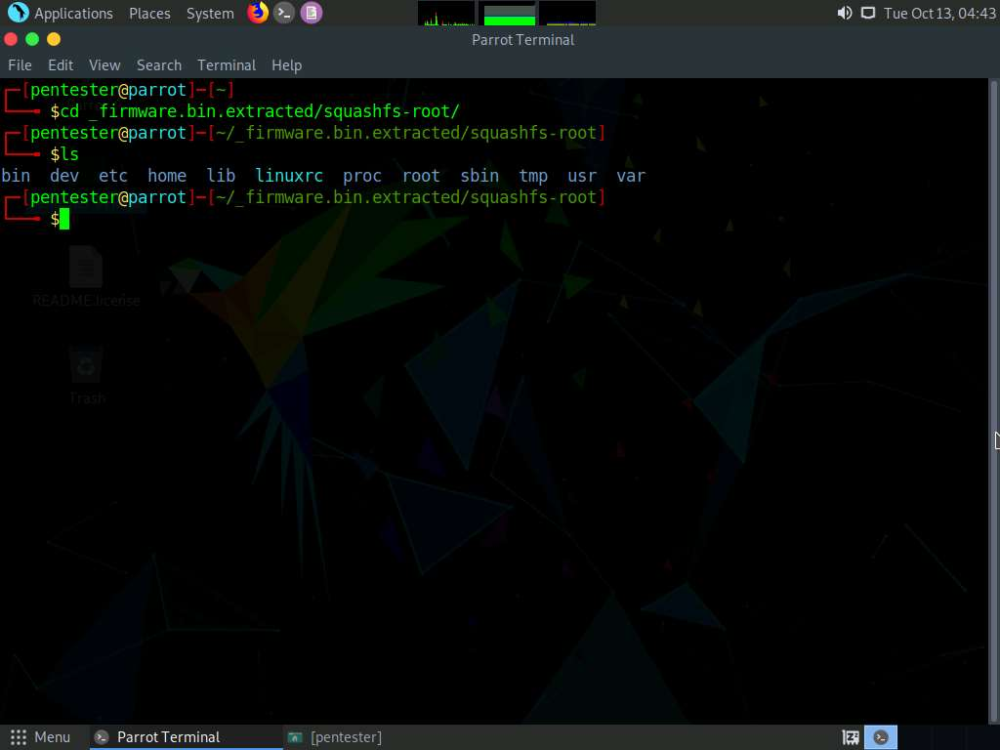 Applications Places System Tue Oct 13, 04:43
Parrot Terminal
File Edit View Search Terminal Help
[pentester@parrot]─[~]
$cd _firmware.bin.extracted/squashfs-root/
[pentester@parrot]─[~/_firmware.bin.extracted/squashfs-root]
$ls
bin dev etc home lib linuxrc proc root sbin tmp usr var
[pentester@parrot]─[~/_firmware.bin.extracted/squashfs-root]
$
README.license
Trash
Menu Parrot Terminal [pentester]